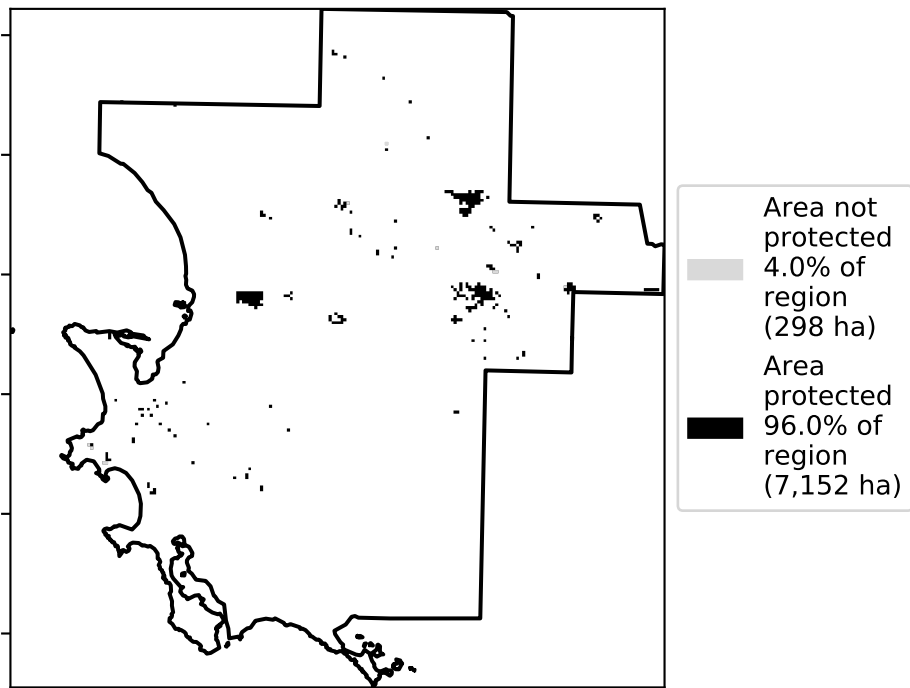 Area not
protected
4.0% of
region
(298 ha)
Area
protected
96.0% of
region
(7,152 ha)